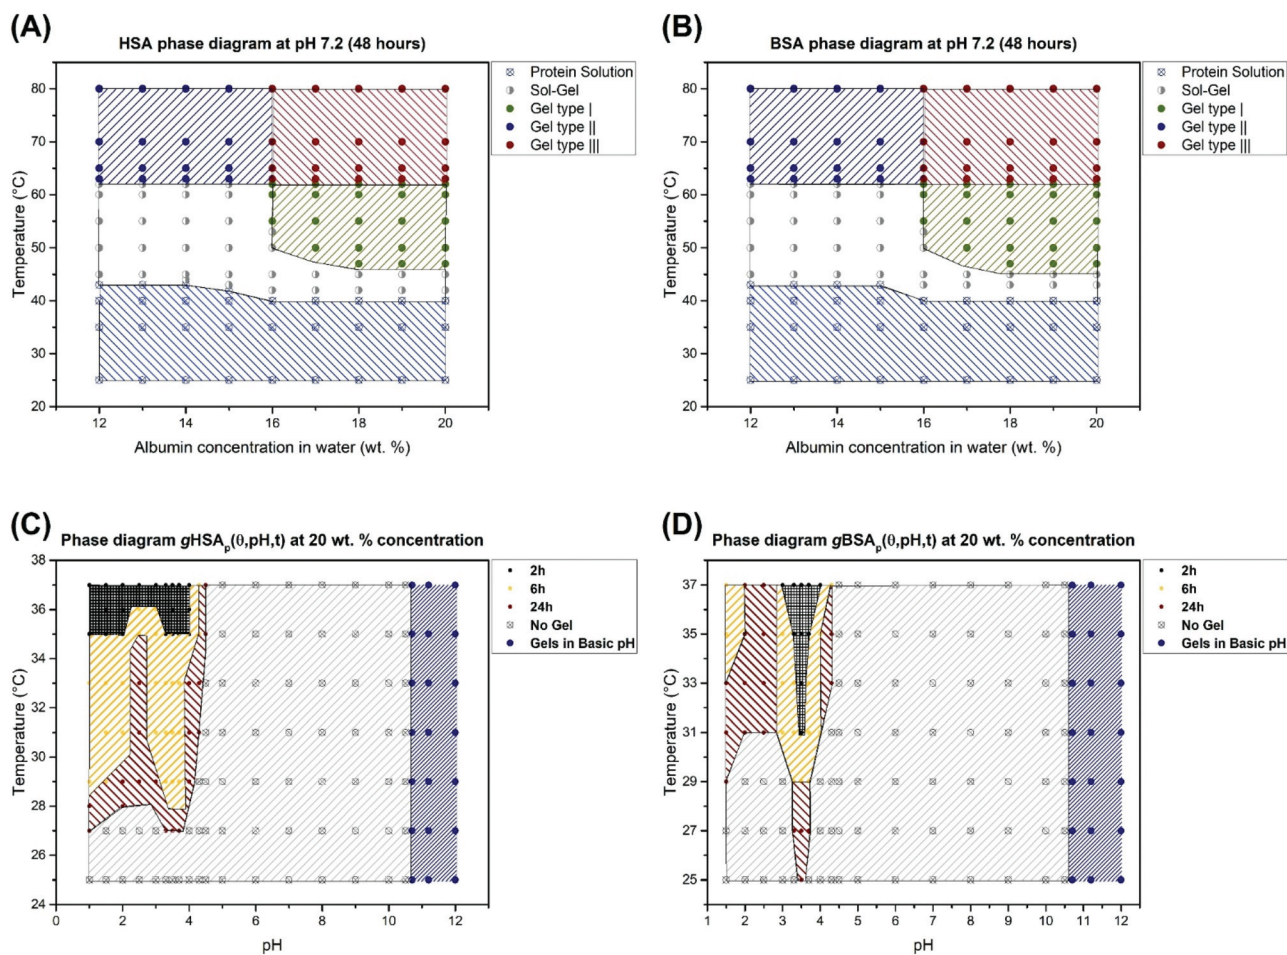 (A)
HSA phase diagram at pH 7.2 (48 hours)
80
70
60
50
40
30
20
Temperature (°C)
12 14 16 18 20
Albumin concentration in water (wt. %)
Protein Solution
Sol-Gel
Gel type |
Gel type ||
Gel type |||
(B)
BSA phase diagram at pH 7.2 (48 hours)
80
70
60
50
40
30
20
Temperature (°C)
12 14 16 18 20
Albumin concentration in water (wt. %)
Protein Solution
Sol-Gel
Gel type |
Gel type ||
Gel type |||
(C)
Phase diagram gHSAp(θ,pH,t) at 20 wt. % concentration
38
36
34
32
30
28
26
24
Temperature (°C)
0 2 4 6 8 10 12
pH
2h
6h
24h
No Gel
Gels in Basic pH
(D)
Phase diagram gBSAp(θ,pH,t) at 20 wt. % concentration
37
35
33
31
29
27
25
Temperature (°C)
1 2 3 4 5 6 7 8 9 10 11 12
pH
2h
6h
24h
No Gel
Gels in Basic pH